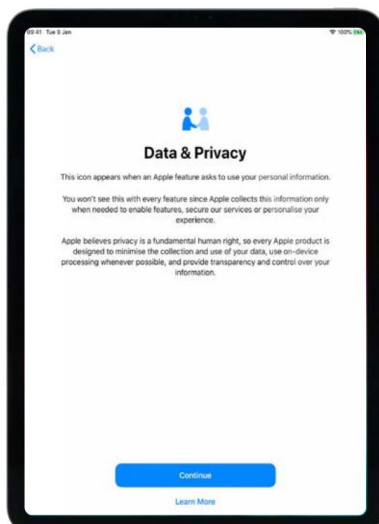 09:41 Tue 9 Jan 100%
Back
Data & Privacy
This icon appears when an Apple feature asks to use your personal information.
You won't see this with every feature since Apple collects this information only
when needed to enable features, secure our services or personalise your
experience.
Apple believes privacy is a fundamental human right, so every Apple product is
designed to minimise the collection and use of your data, use on-device
processing whenever possible, and provide transparency and control over your
information.
Continue
Learn More